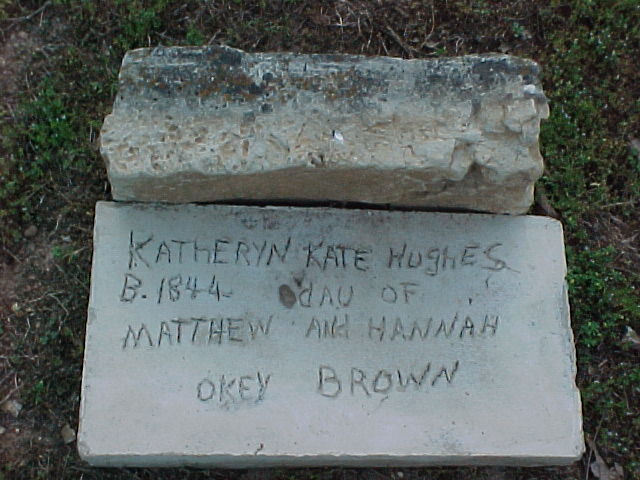 KATHERYN KATE HUGHES
B. 1844 dAU OF
MATTHEW ANd HANNAH
OKEY BROWN